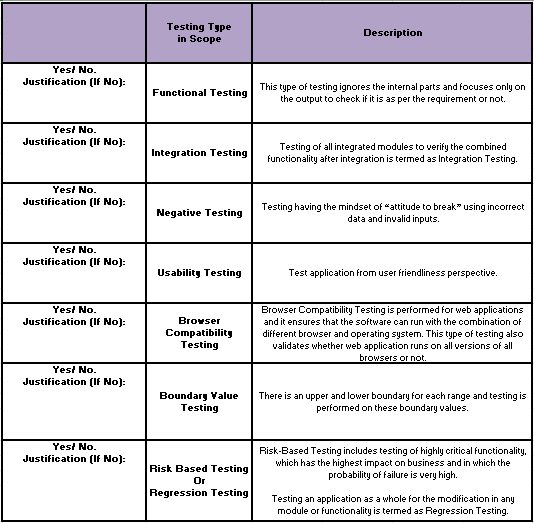 Testing Type
in Scope
Description
Yes/ No.
Justification (If No):
Functional Testing
This type of testing ignores the internal parts and focuses only on
the output to check if it is as per the requirement or not.
Yes/ No.
Justification (If No):
Integration Testing
Testing of all integrated modules to verify the combined
functionality after integration is termed as Integration Testing.
Yes/ No.
Justification (If No):
Negative Testing
Testing having the mindset of “attitude to break” using incorrect
data and invalid inputs.
Yes/ No.
Justification (If No):
Usability Testing
Test application from user friendliness perspective.
Yes/ No.
Justification (If No):
Browser
Compatibility
Testing
Browser Compatibility Testing is performed for web applications
and it ensures that the software can run with the combination of
different browser and operating system. This type of testing also
validates whether web application runs on all versions of all
browsers or not.
Yes/ No.
Justification (If No):
Boundary Value
Testing
There is an upper and lower boundary for each range and testing is
performed on these boundary values.
Yes/ No.
Justification (If No):
Risk Based Testing
Or
Regression Testing
Risk-Based Testing includes testing of highly critical functionality,
which has the highest impact on business and in which the
probability of failure is very high.
Testing an application as a whole for the modification in any
module or functionality is termed as Regression Testing.